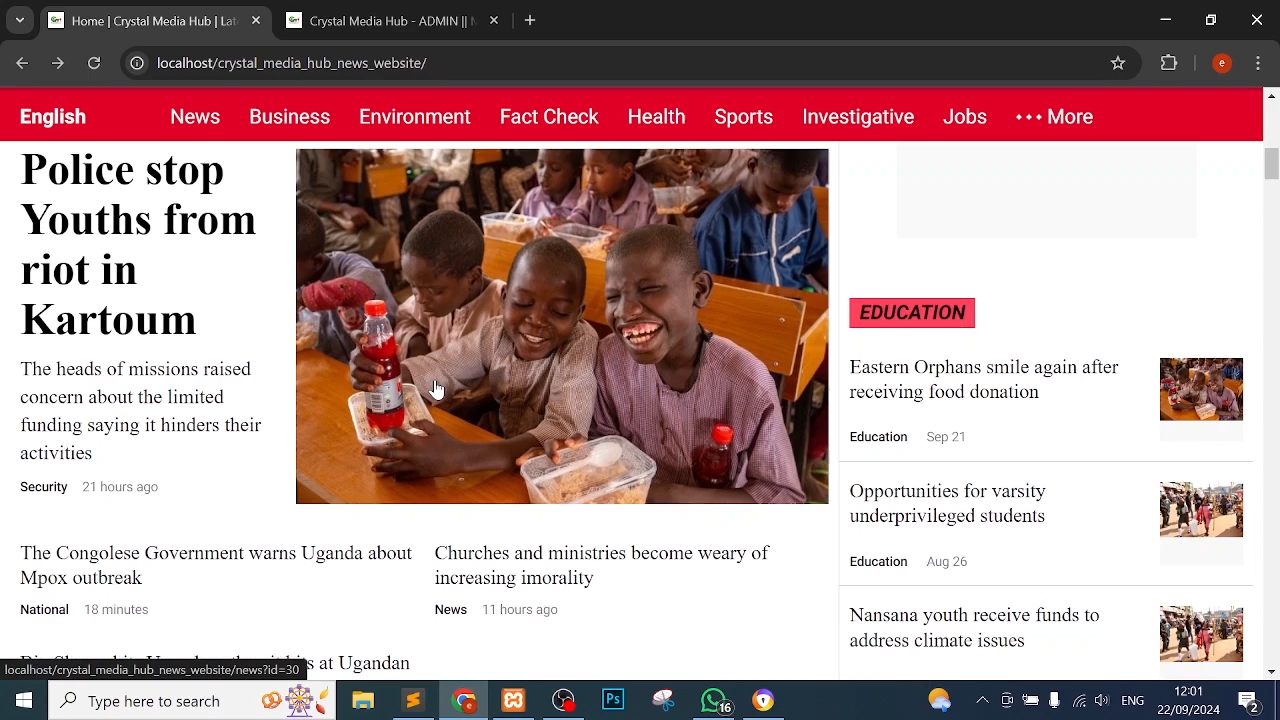 Home | Crystal Media Hub | Lat
Crystal Media Hub - ADMIN || N
localhost/crystal_media_hub_news_website/
e
English
News
Business
Environment
Fact Check
Health
Sports
Investigative
Jobs
More
Police stop
Youths from
riot in
Kartoum
The heads of missions raised
concern about the limited
funding saying it hinders their
activities
Security 21 hours ago
The Congolese Government warns Uganda about
Mpox outbreak
National 18 minutes
Churches and ministries become weary of
increasing imorality
News 11 hours ago
at Ugandan
EDUCATION
Eastern Orphans smile again after
receiving food donation
Education Sep 21
Opportunities for varsity
underprivileged students
Education Aug 26
Nansana youth receive funds to
address climate issues
localhost/crystal_media_hub_news_website/news?id=30
Type here to search
Ps
16
ENG
12:01
22/09/2024
2